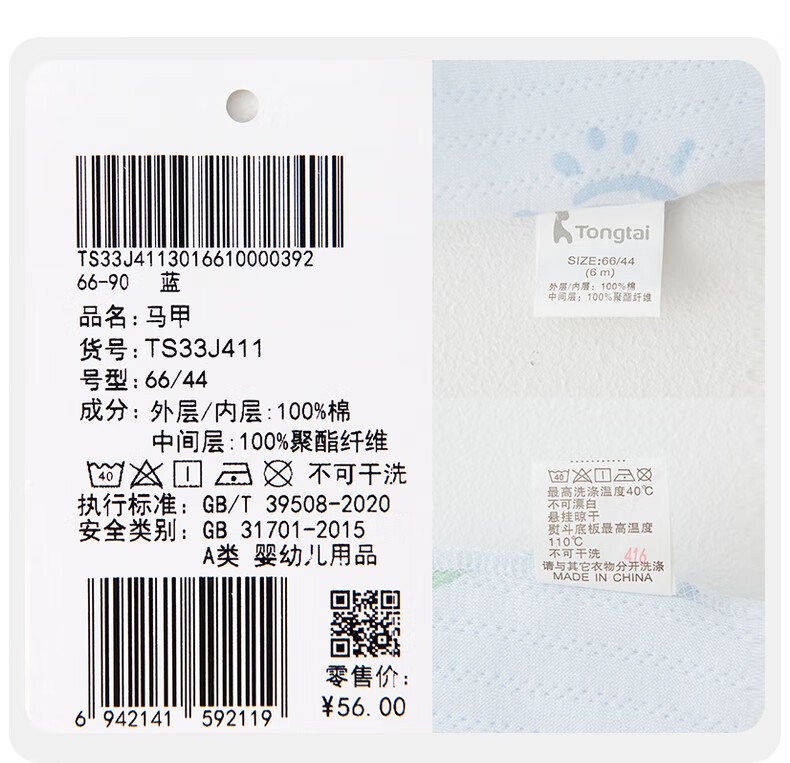 TS33J4113016610000392
66-90 蓝
品名:马甲
货号:TS33J411
号型:66/44
成分:外层/内层:100%棉
中间层:100%聚酯纤维
40 不可干洗
执行标准: GB/T 39508-2020
安全类别: GB 31701-2015
A类 婴幼儿用品
6 942141 592119
零售价:
¥56.00
Tongtai
SIZE:66/44
(6 m)
外层/内层: 100%棉
中间层: 100%聚酯纤维
40
最高洗涤温度40℃
不可漂白
悬挂晾干
熨斗底板最高温度
110℃
不可干洗
416
请与其它衣物分开洗涤
MADE IN CHINA